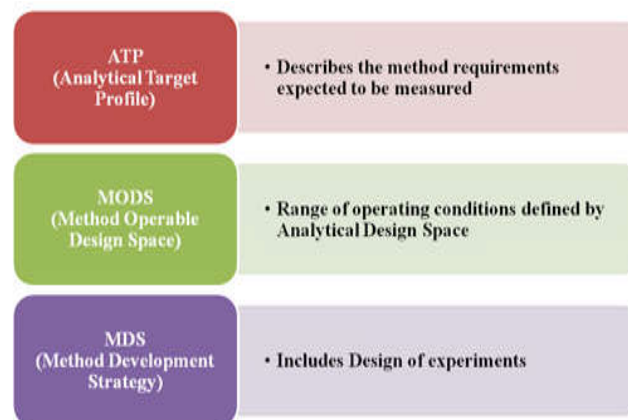 ATP
(Analytical Target
Profile)
• Describes the method requirements
expected to be measured
MODS
(Method Operable
Design Space)
• Range of operating conditions defined by
Analytical Design Space
MDS
(Method Development
Strategy)
• Includes Design of experiments